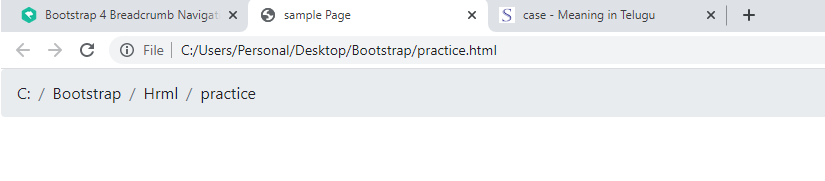 Bootstrap 4 Breadcrumb Navigat
sample Page
case - Meaning in Telugu
File | C:/Users/Personal/Desktop/Bootstrap/practice.html
C: / Bootstrap / Hrml / practice